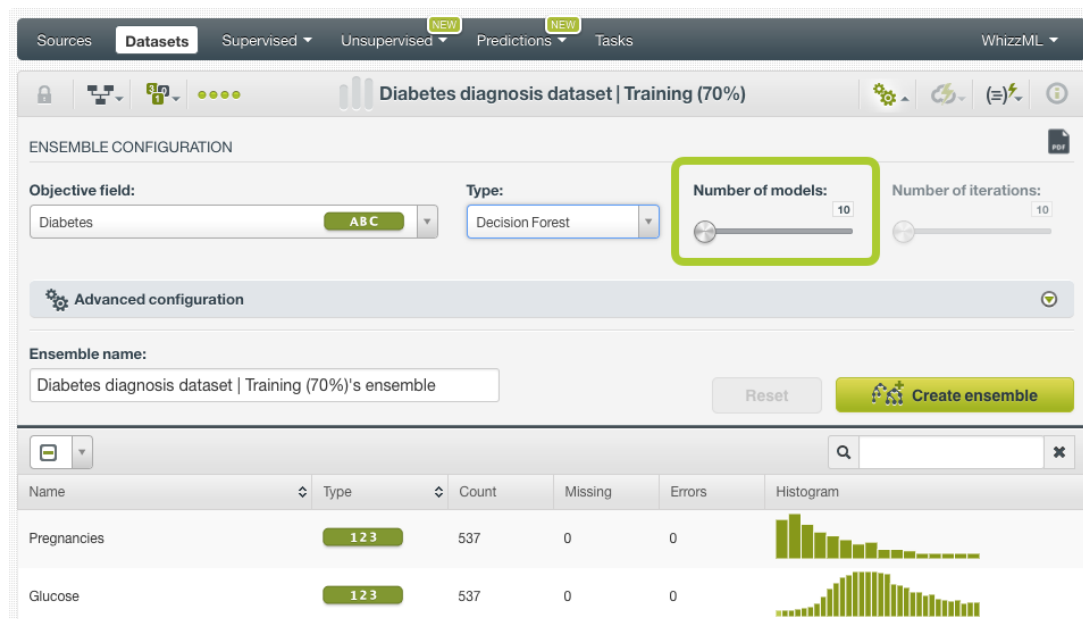 NEW NEW
Sources Datasets Supervised Unsupervised Predictions Tasks WhizzML
Diabetes diagnosis dataset | Training (70%)
ENSEMBLE CONFIGURATION PDF
Objective field: Type: Number of models: Number of iterations:
10 10
Diabetes ABC Decision Forest
Advanced configuration
Ensemble name:
Diabetes diagnosis dataset | Training (70%)'s ensemble
Reset Create ensemble
Name Type Count Missing Errors Histogram
Pregnancies 123 537 0 0
Glucose 123 537 0 0